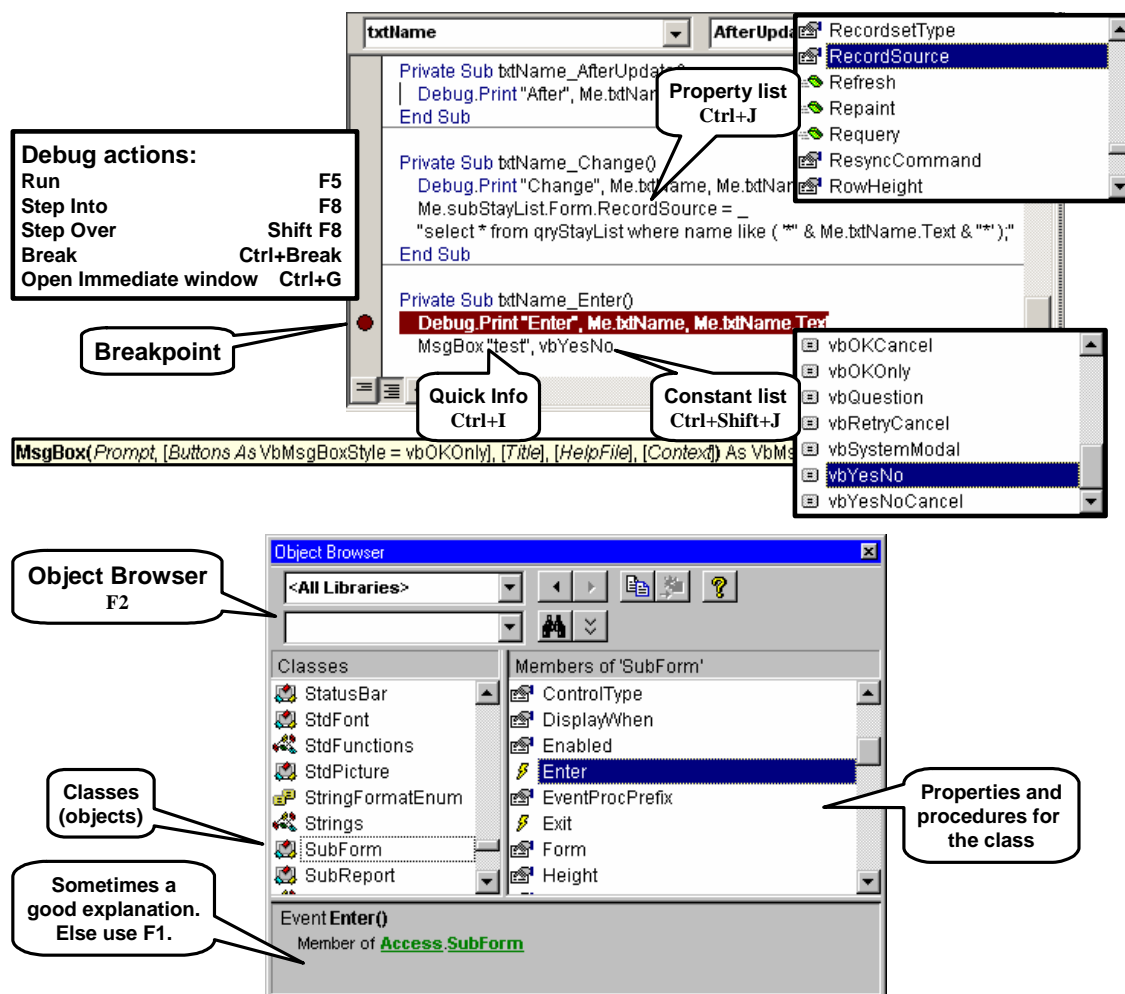 txtName
AfterUpda
Private Sub txtName_AfterUpdate()
Debug.Print "After", Me.txtNam
End Sub
Private Sub txtName_Change()
Debug.Print "Change", Me.txtName, Me.txtNam
Me.subStayList.Form.RecordSource = _
"select * from qryStayList where name like ( '*" & Me.txtName.Text & "*' );"
End Sub
Private Sub txtName_Enter()
Debug.Print "Enter", Me.txtName, Me.txtName.Text
MsgBox "test", vbYesNo
Property list
Ctrl+J
RecordsetType
RecordSource
Refresh
Repaint
Requery
ResyncCommand
RowHeight
Debug actions:
Run F5
Step Into F8
Step Over Shift F8
Break Ctrl+Break
Open Immediate window Ctrl+G
Breakpoint
Quick Info
Ctrl+I
Constant list
Ctrl+Shift+J
vbOKCancel
vbOKOnly
vbQuestion
vbRetryCancel
vbSystemModal
vbYesNo
vbYesNoCancel
MsgBox(Prompt, [Buttons As VbMsgBoxStyle = vbOKOnly], [Title], [HelpFile], [Context]) As VbMs
Object Browser
F2
Object Browser
<All Libraries>
Classes
StatusBar
StdFont
StdFunctions
StdPicture
StringFormatEnum
Strings
SubForm
SubReport
Members of 'SubForm'
ControlType
DisplayWhen
Enabled
Enter
EventProcPrefix
Exit
Form
Height
Classes
(objects)
Properties and
procedures for
the class
Sometimes a
good explanation.
Else use F1.
Event Enter()
Member of Access.SubForm